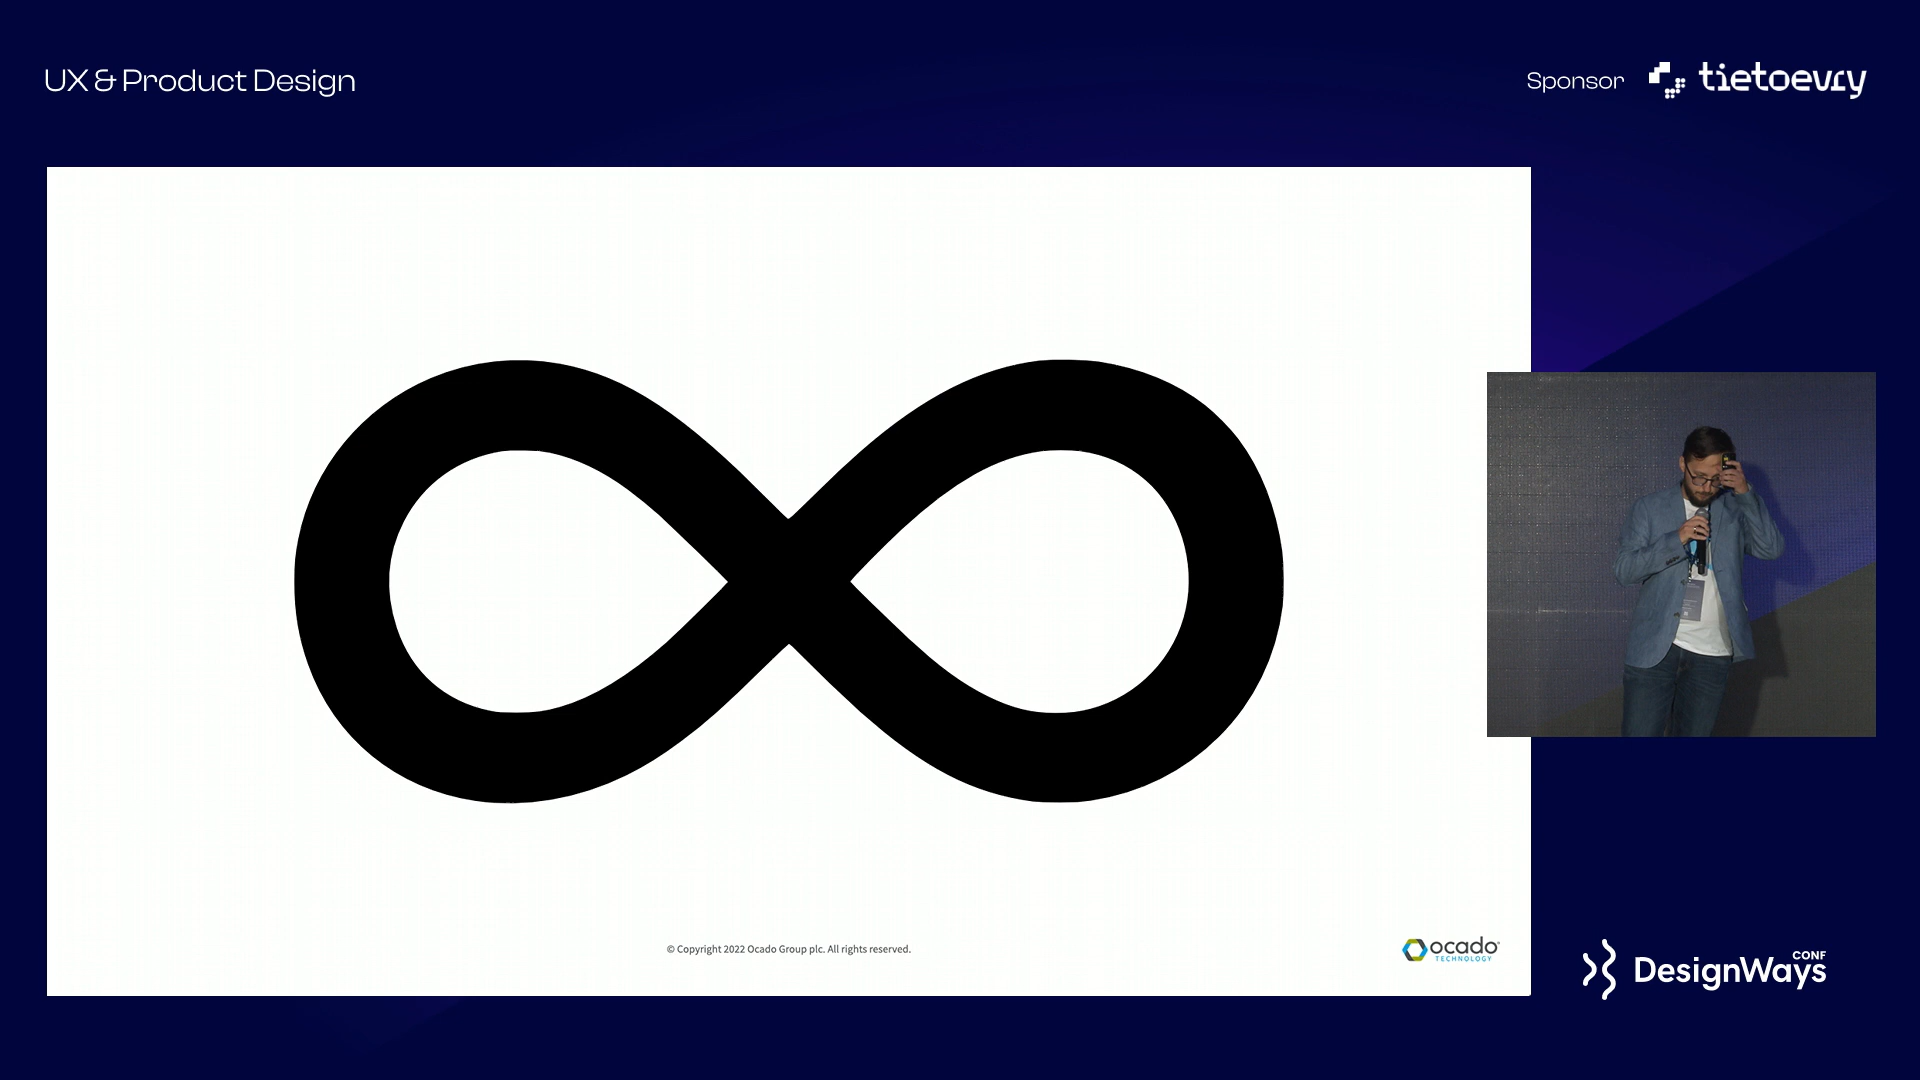 UX & Product Design
Sponsor tietoevry
© Copyright 2022 Ocado Group plc. All rights reserved.
ocado
TECHNOLOGY
DesignWays CONF